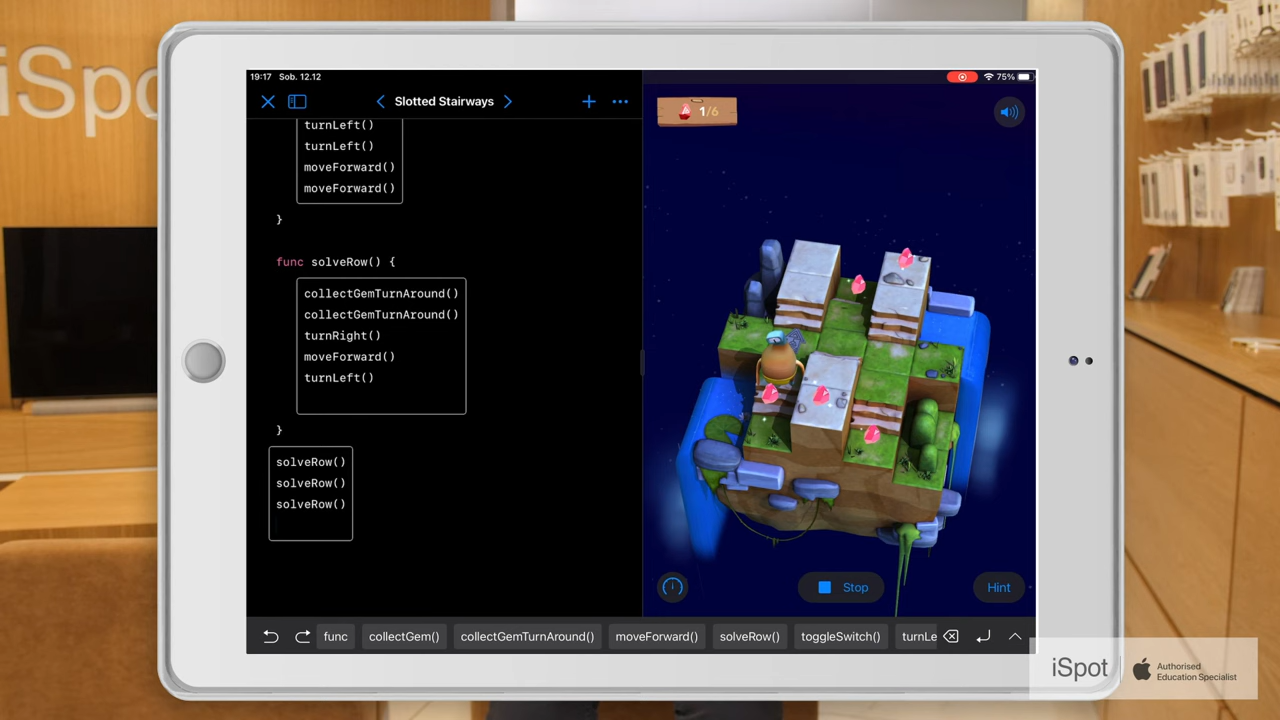 iSpo
19:17 Sob. 12.12
75%
Slotted Stairways
1/6
turnLeft()
turnLeft()
moveForward()
moveForward()
}
func solveRow() {
collectGemTurnAround()
collectGemTurnAround()
turnRight()
moveForward()
turnLeft()
}
solveRow()
solveRow()
solveRow()
Stop
Hint
func
collectGem()
collectGemTurnAround()
moveForward()
solveRow()
toggleSwitch()
turnLe
iSpot
Authorised
Education Specialist